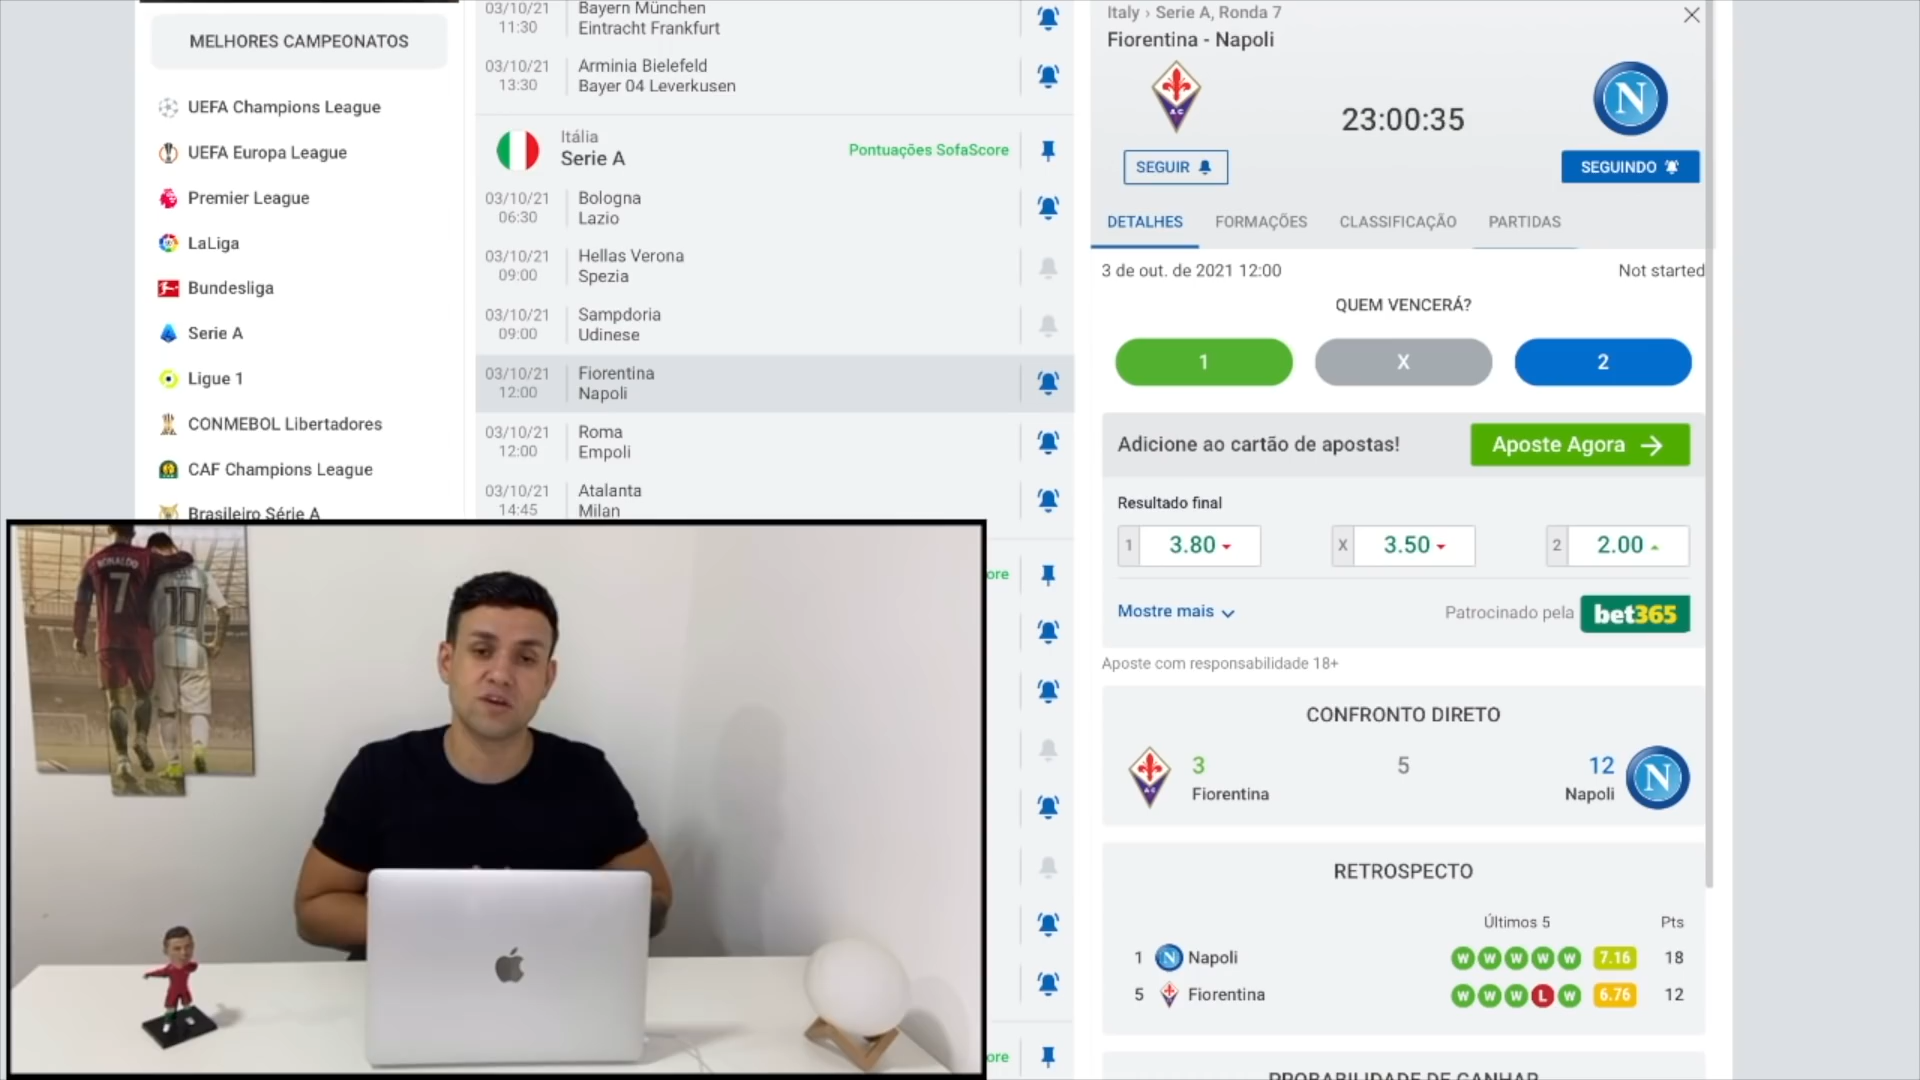 MELHORES CAMPEONATOS
UEFA Champions League
UEFA Europa League
Premier League
LaLiga
Bundesliga
Serie A
Ligue 1
CONMEBOL Libertadores
CAF Champions League
Brasileiro Série A
03/10/21
11:30
Bayern München
Eintracht Frankfurt
03/10/21
13:30
Arminia Bielefeld
Bayer 04 Leverkusen
Itália
Serie A
Pontuações SofaScore
03/10/21
06:30
Bologna
Lazio
03/10/21
09:00
Hellas Verona
Spezia
03/10/21
09:00
Sampdoria
Udinese
03/10/21
12:00
Fiorentina
Napoli
03/10/21
12:00
Roma
Empoli
03/10/21
14:45
Atalanta
Milan
ore
ore
RONALDO
7
10
Italy › Serie A, Ronda 7
Fiorentina - Napoli
A C
N
23:00:35
SEGUIR
SEGUINDO
DETALHES FORMAÇÕES CLASSIFICAÇÃO PARTIDAS
3 de out. de 2021 12:00 Not started
QUEM VENCERÁ?
1 X 2
Adicione ao cartão de apostas! Aposte Agora
Resultado final
1 3.80 X 3.50 2 2.00
Mostre mais Patrocinado pela bet365
Aposte com responsabilidade 18+
CONFRONTO DIRETO
A C
3 5 12
Fiorentina Napoli
N
RETROSPECTO
Últimos 5 Pts
1 N Napoli W W W W W 7.16 18
5 Fiorentina W W W L W 6.76 12
PROBABILIDADE DE GANHAR